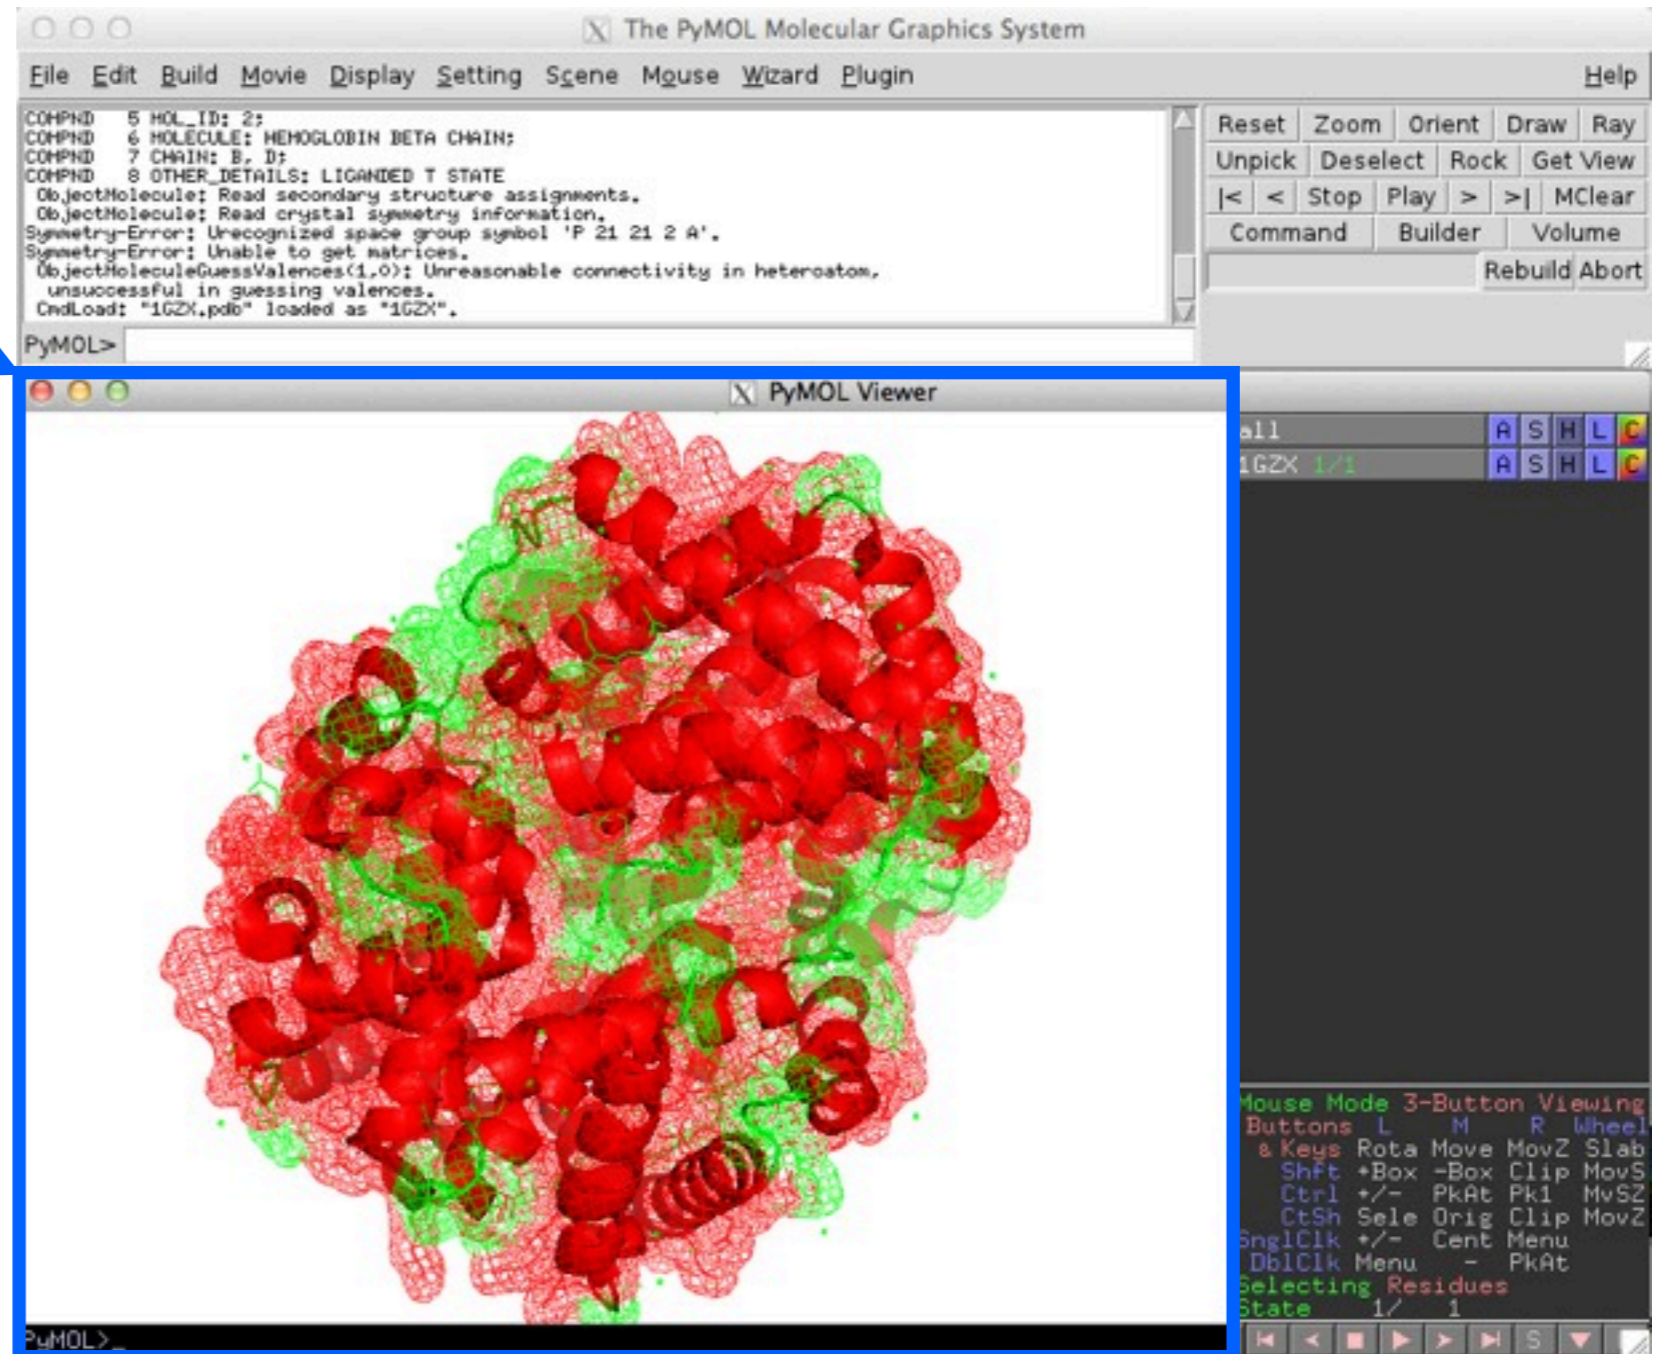 The PyMOL Molecular Graphics System
File Edit Build Movie Display Setting Scene Mouse Wizard Plugin Help
COMPND 5 MOL_ID: 2;
COMPND 6 MOLECULE: HEMOGLOBIN BETA CHAIN;
COMPND 7 CHAIN: B, D;
COMPND 8 OTHER_DETAILS: LIGANDED T STATE
ObjectMolecule: Read secondary structure assignments.
ObjectMolecule: Read crystal symmetry information.
Symmetry-Error: Unrecognized space group symbol 'P 21 21 2 A'.
Symmetry-Error: Unable to get matrices.
ObjectMoleculeGuessValences(1,0): Unreasonable connectivity in heteroatom,
unsuccessful in guessing valences.
CmdLoad: "1GZX.pdb" loaded as "1GZX".
PyMOL>
Reset Zoom Orient Draw Ray
Unpick Deselect Rock Get View
|< < Stop Play > >| MClear
Command Builder Volume
Rebuild Abort
PyMOL Viewer
all A S H L C
1GZX 1/1 A S H L C
Mouse Mode 3-Button Viewing
Buttons L M R Wheel
& Keys Rota Move MovZ Slab
Shft +Box -Box Clip MovS
Ctrl +/- PkAt Pk1 MvSZ
CtSh Sele Orig Clip MovZ
SnglClk +/- Cent Menu
DblClk Menu - PkAt
Selecting Residues
State 1/ 1
S
PyMOL>_